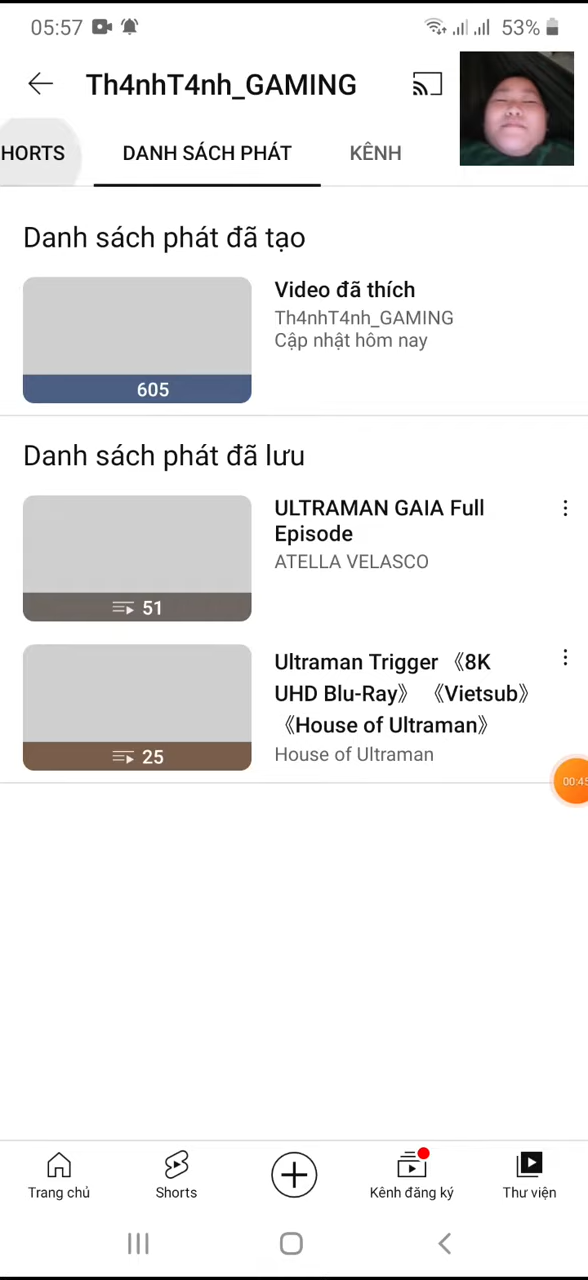 05:57 53%
Th4nhT4nh_GAMING
HORTS DANH SÁCH PHÁT KÊNH
Danh sách phát đã tạo
Video đã thích
Th4nhT4nh_GAMING
Cập nhật hôm nay
605
Danh sách phát đã lưu
ULTRAMAN GAIA Full
Episode
ATELLA VELASCO
51
Ultraman Trigger 《8K
UHD Blu-Ray》 《Vietsub》
《House of Ultraman》
House of Ultraman
25
00:45
Trang chủ Shorts Kênh đăng ký Thư viện